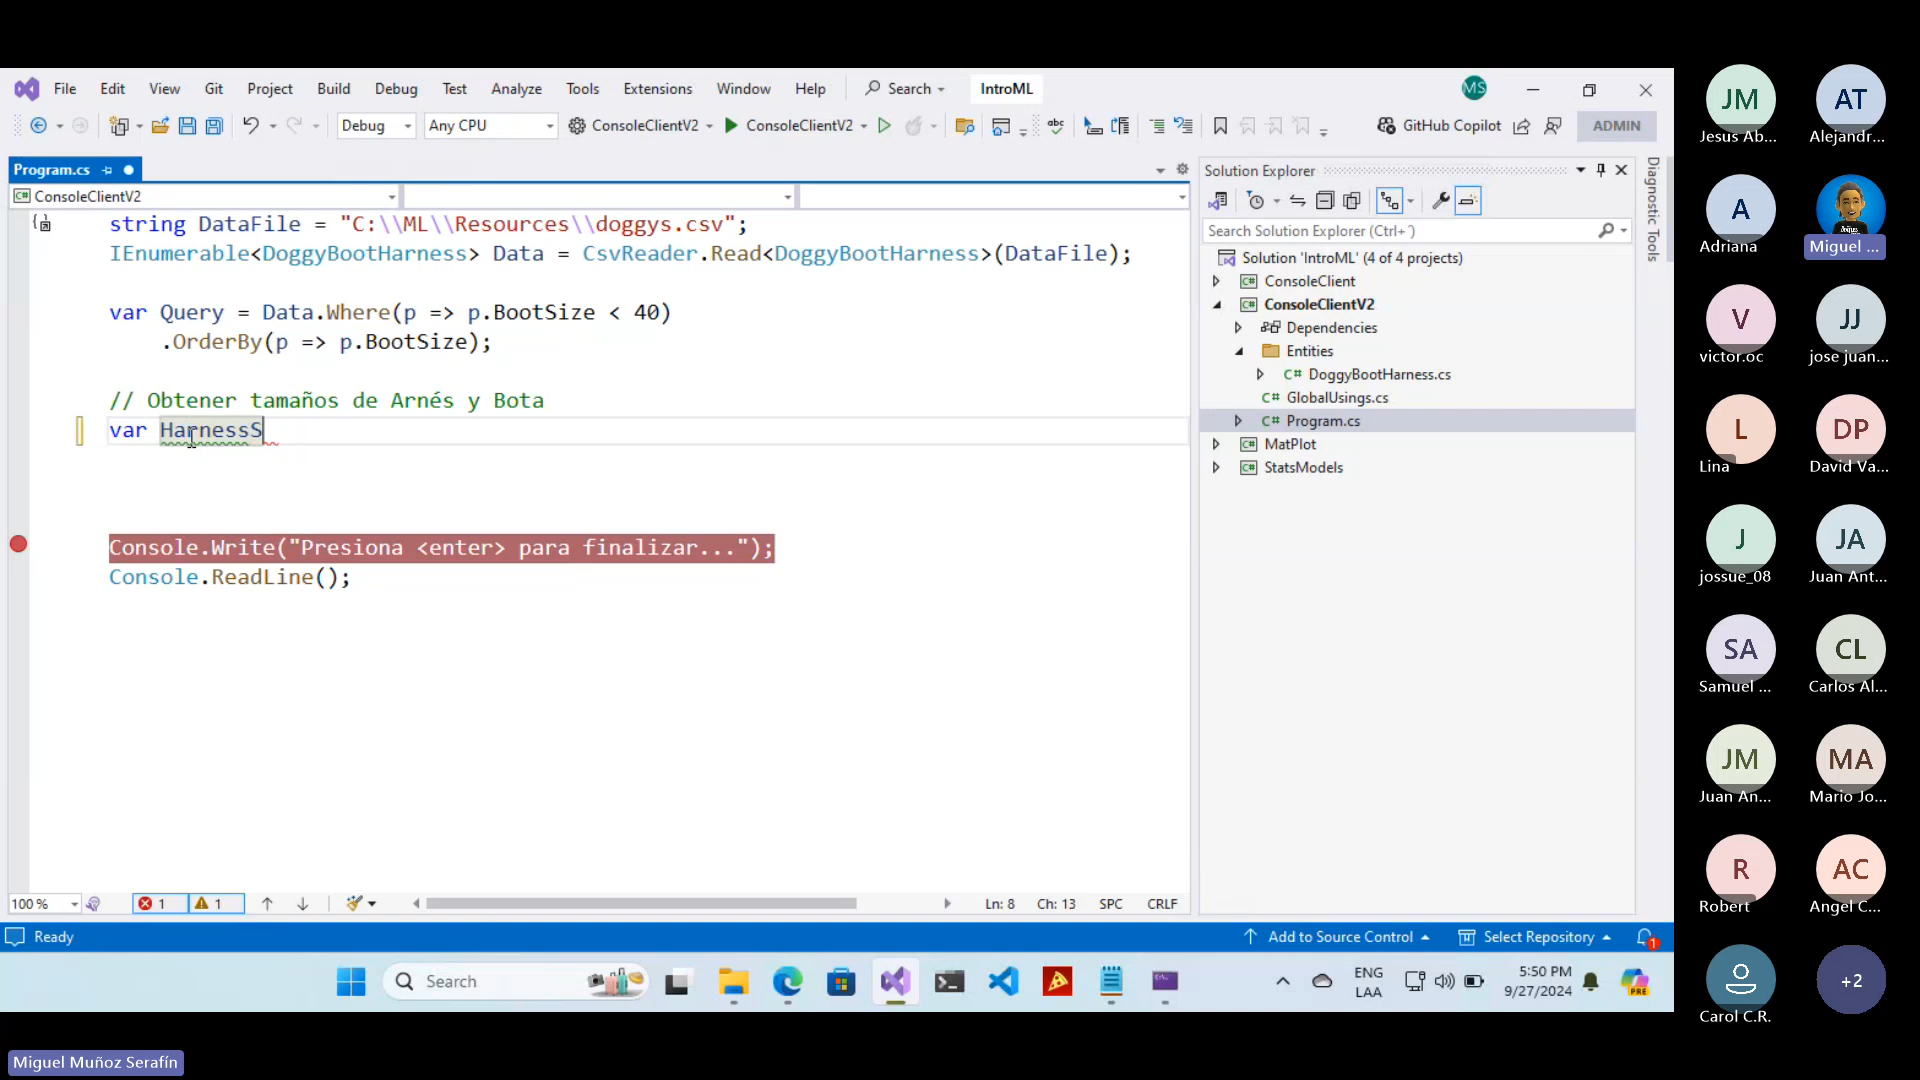 File Edit View Git Project Build Debug Test Analyze Tools Extensions Window Help Search IntroML MS
Debug Any CPU ConsoleClientV2 ConsoleClientV2 GitHub Copilot ADMIN
Program.cs
ConsoleClientV2
string DataFile = "C:\\ML\\Resources\\doggys.csv";
IEnumerable<DoggyBootHarness> Data = CsvReader.Read<DoggyBootHarness>(DataFile);
var Query = Data.Where(p => p.BootSize < 40)
.OrderBy(p => p.BootSize);
// Obtener tamaños de Arnés y Bota
var HarnessS
Console.Write("Presiona <enter> para finalizar...");
Console.ReadLine();
100 % 1 1 Ln: 8 Ch: 13 SPC CRLF
Solution Explorer
Search Solution Explorer (Ctrl+´)
Solution 'IntroML' (4 of 4 projects)
C# ConsoleClient
C# ConsoleClientV2
Dependencies
Entities
C# DoggyBootHarness.cs
C# GlobalUsings.cs
C# Program.cs
C# MatPlot
C# StatsModels
Diagnostic Tools
Ready Add to Source Control Select Repository 1
Search ENG
LAA
5:50 PM
9/27/2024
PRE
JM AT
Jesus Ab... Alejandr...
A
Adriana Miguel ...
V JJ
victor.oc jose juan...
L DP
Lina David Va...
J JA
jossue_08 Juan Ant...
SA CL
Samuel ... Carlos Al...
JM MA
Juan An... Mario Jo...
R AC
Robert Angel C...
+2
Carol C.R.
Miguel Muñoz Serafín